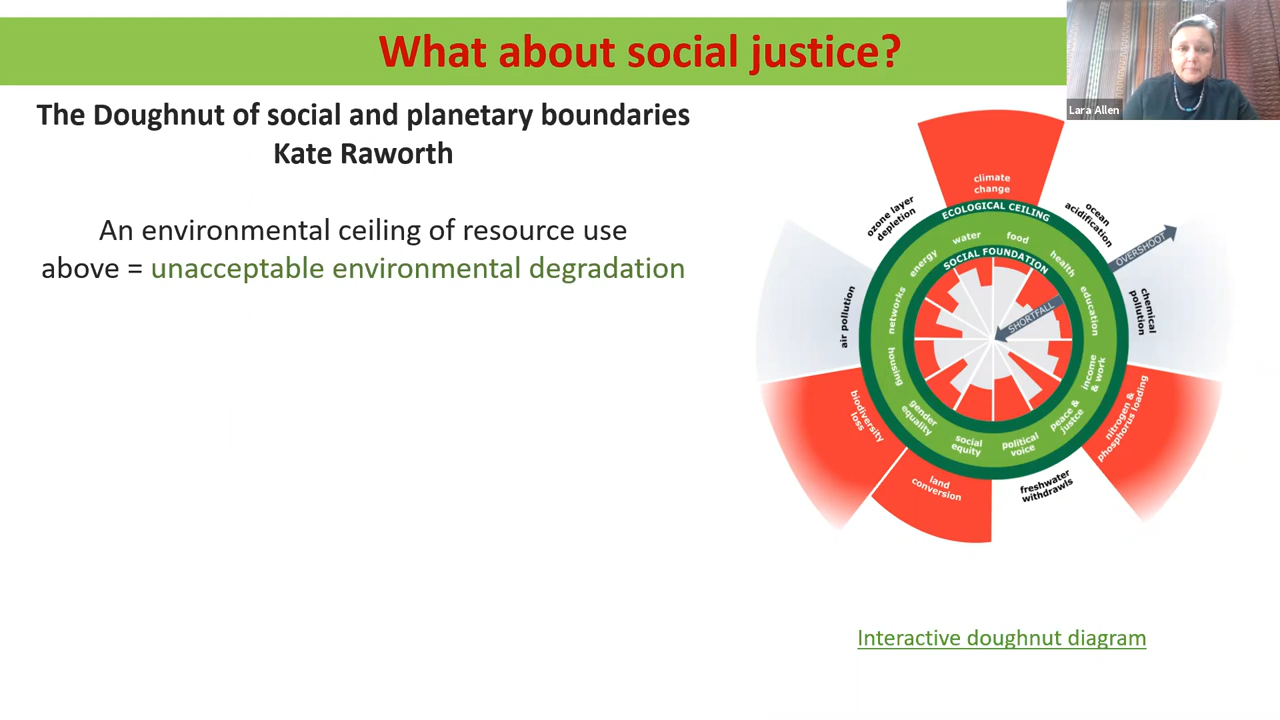 What about social justice?
Lara Allen
The Doughnut of social and planetary boundaries
Kate Raworth
An environmental ceiling of resource use
above = unacceptable environmental degradation
climate
change
ozone layer
depletion
ocean
acidification
ECOLOGICAL CEILING
OVERSHOOT
water
food
energy
health
SOCIAL FOUNDATION
air pollution
networks
SHORTFALL
education
chemical
pollution
housing
income
& work
biodiversity
loss
gender
equality
peace &
justce
nitrogen &
phosphorus loading
social
equity
political
voice
land
conversion
freshwater
withdrawls
Interactive doughnut diagram